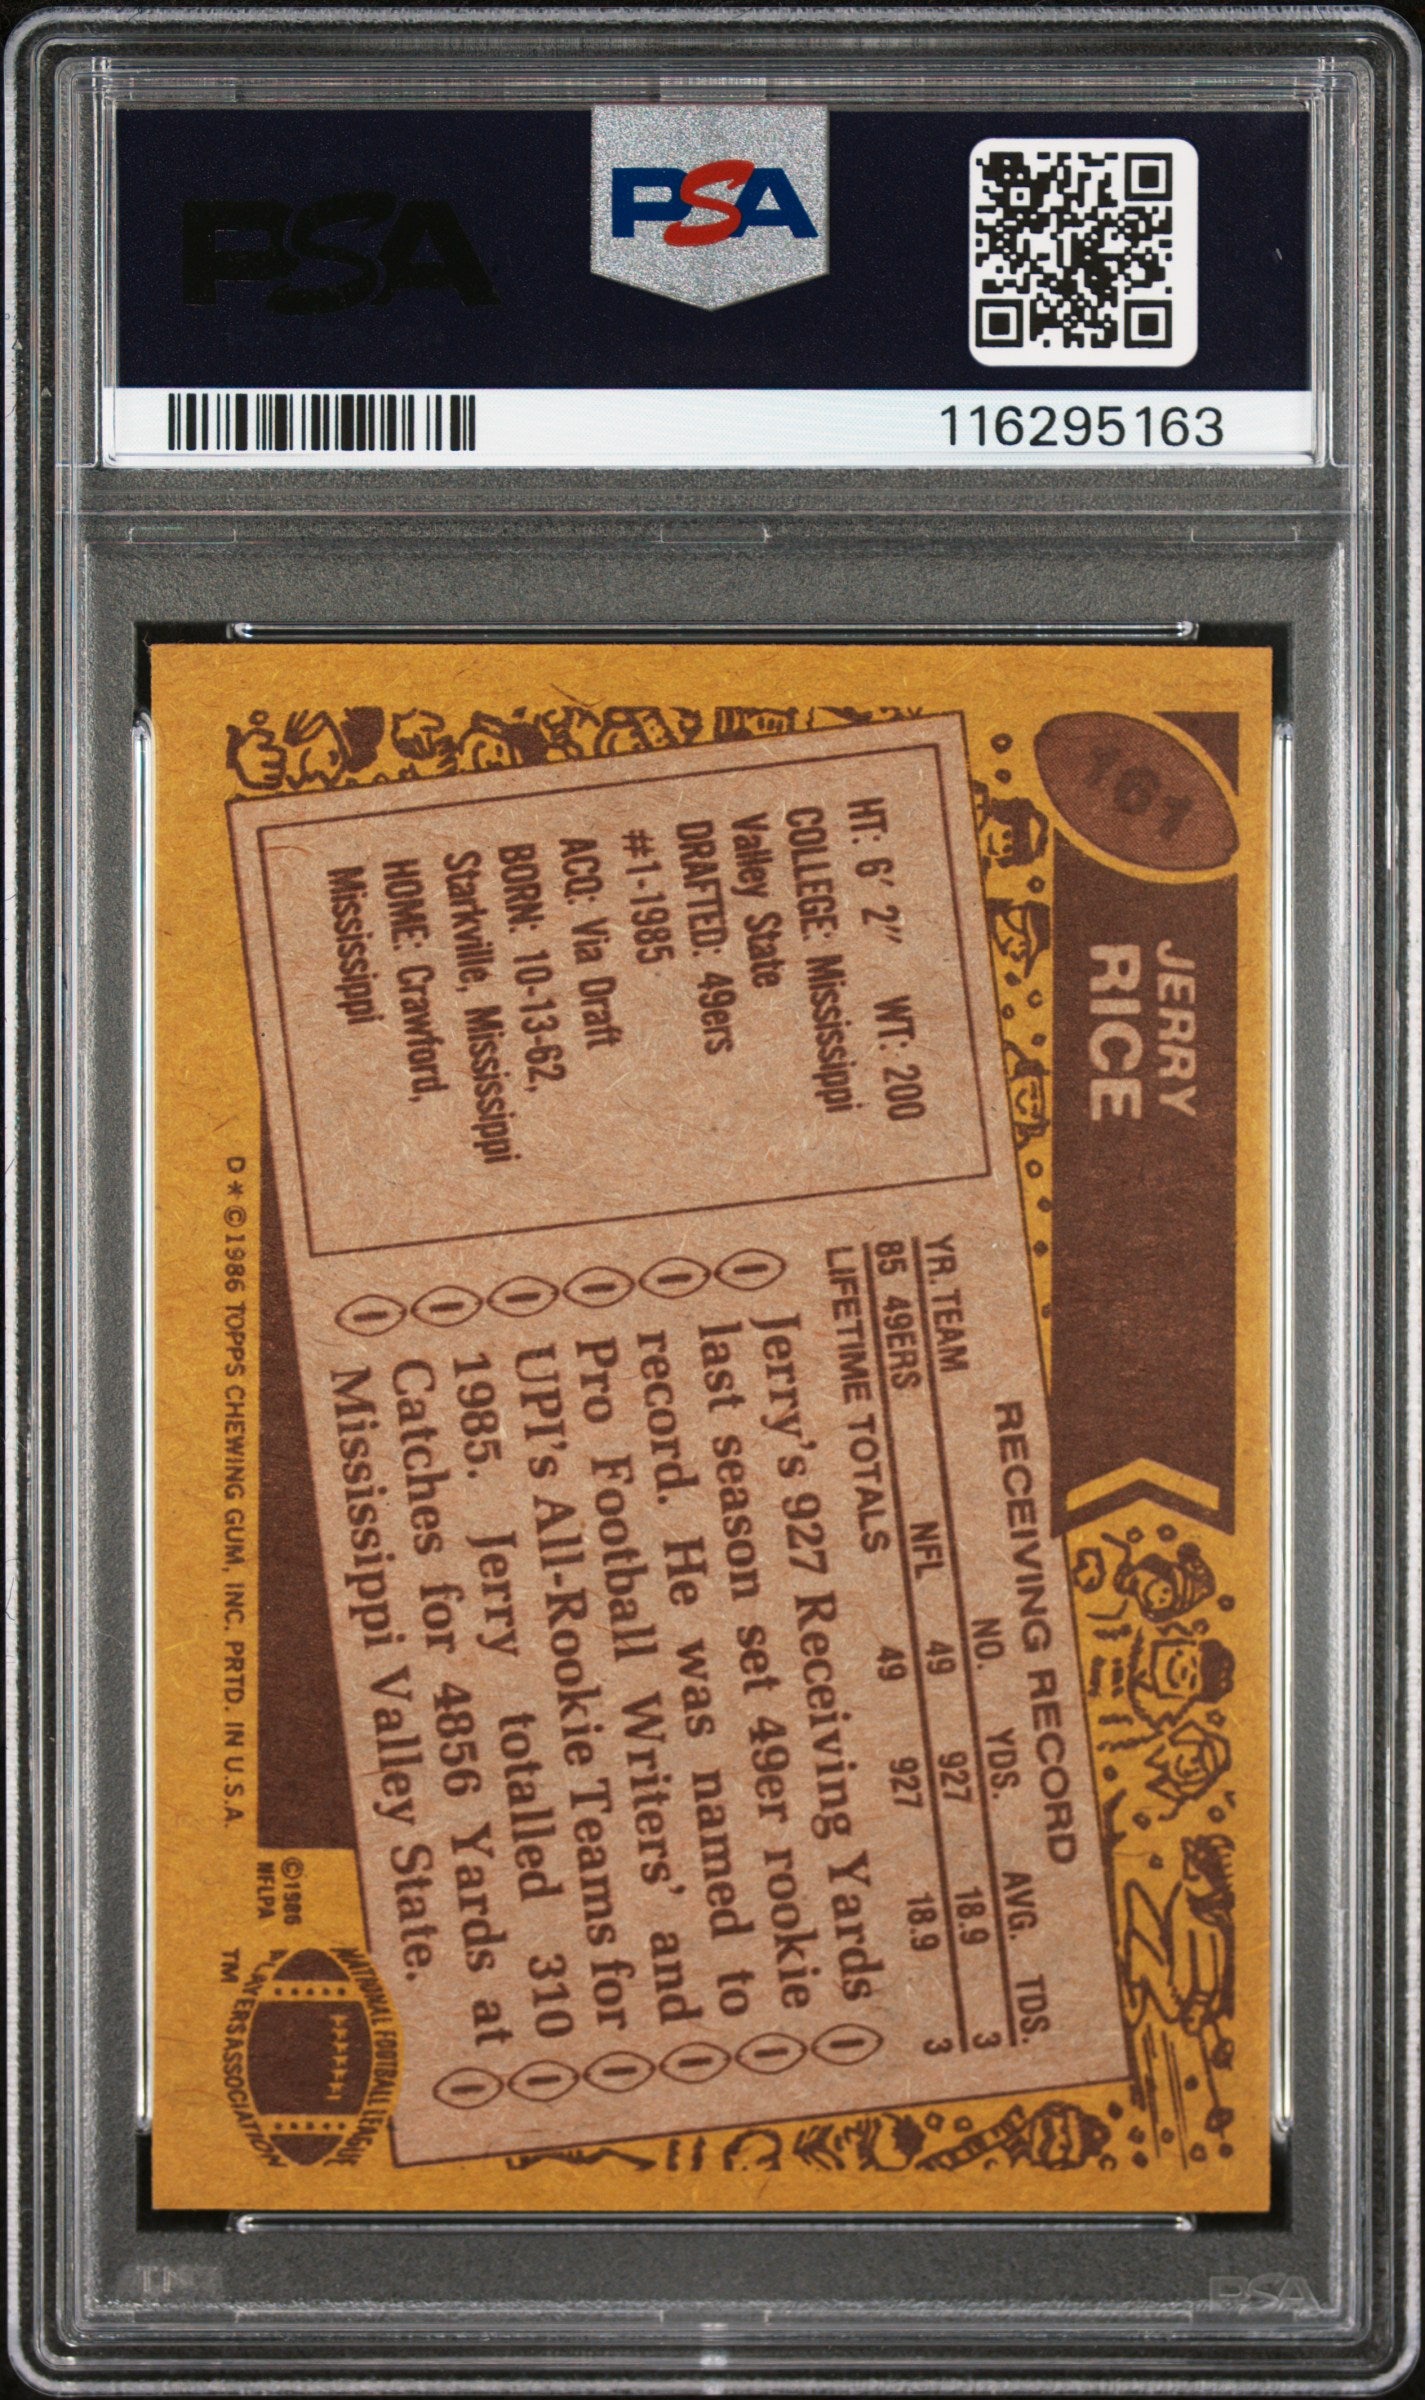 PSA
PSA
116295163
161
JERRY
RICE
HT: 6' 2" WT: 200
COLLEGE: Mississippi
Valley State
DRAFTED: 49ers
#1-1985
ACQ: Via Draft
BORN: 10-13-62,
Starkville, Mississippi
HOME: Crawford,
Mississippi
RECEIVING RECORD
YR. TEAM NO. YDS. AVG. TDS.
85 49ERS NFL 49 927 18.9 3
LIFETIME TOTALS 49 927 18.9 3
Jerry's 927 Receiving Yards
last season set 49er rookie
record. He was named to
Pro Football Writers' and
UPI's All-Rookie Teams for
1985. Jerry totalled 310
Catches for 4856 Yards at
Mississippi Valley State.
D * © 1986 TOPPS CHEWING GUM, INC. PRTD. IN U.S.A.
©1986
NFLPA
NATIONAL FOOTBALL LEAGUE
PLAYERS ASSOCIATION
TM
PSA